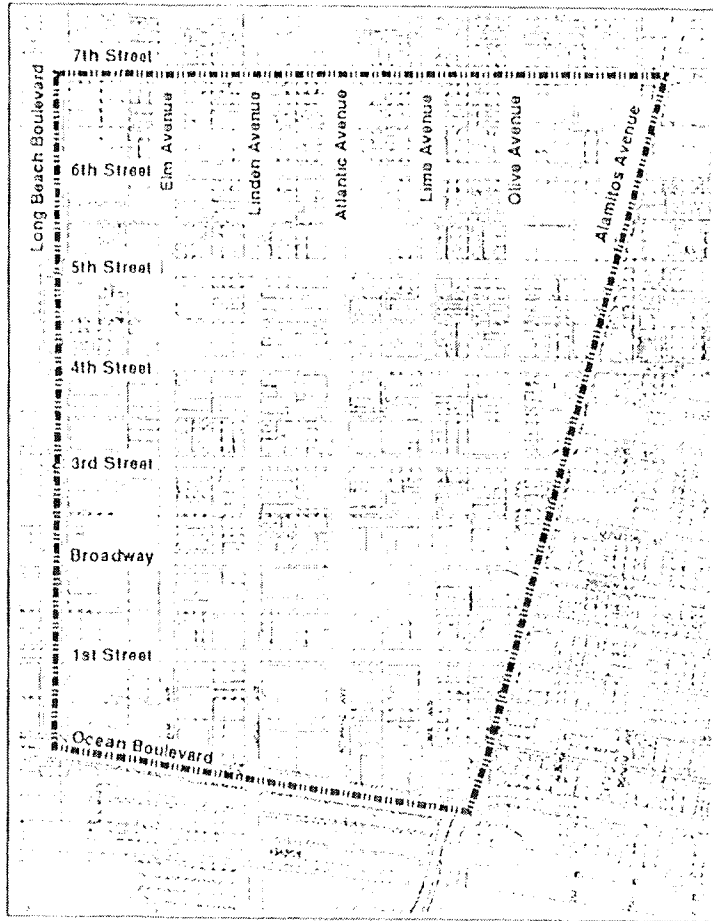 7th Street
Long Beach Boulevard
Elm Avenue
Linden Avenue
Atlantic Avenue
Lime Avenue
Olive Avenue
Alamitos Avenue
6th Street
5th Street
4th Street
3rd Street
Broadway
1st Street
Ocean Boulevard